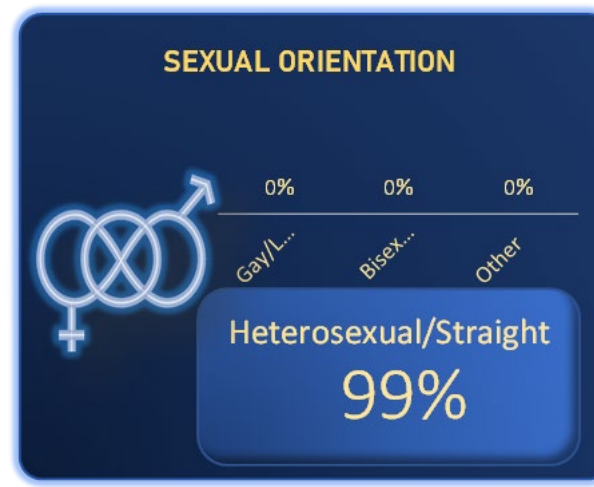 SEXUAL ORIENTATION
0% 0% 0%
Gay/L... Bisex... Other
Heterosexual/Straight
99%